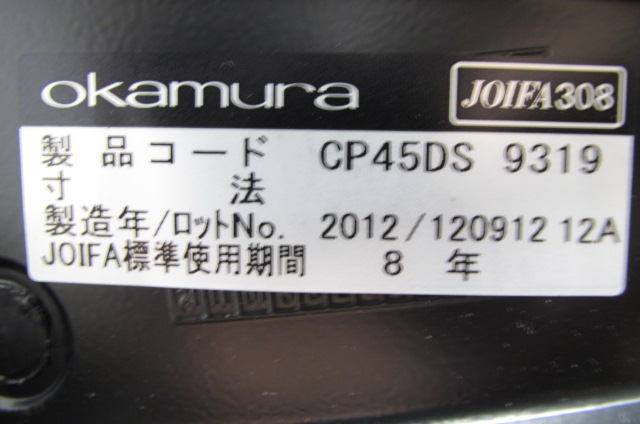 okamura JOIFA308
製品コード CP45DS 9319
寸法
製造年/ロットNo. 2012/120912 12A
JOIFA標準使用期間 8 年